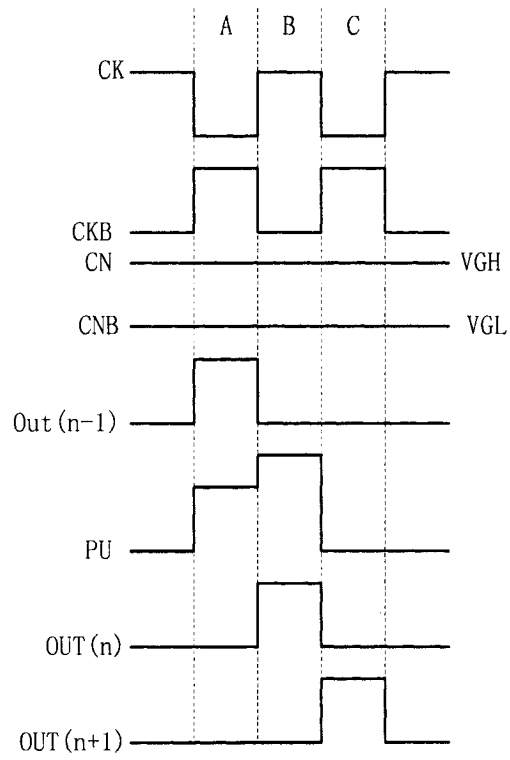 A B C
CK
CKB
CN VGH
CNB VGL
Out(n-1)
PU
OUT(n)
OUT(n+1)